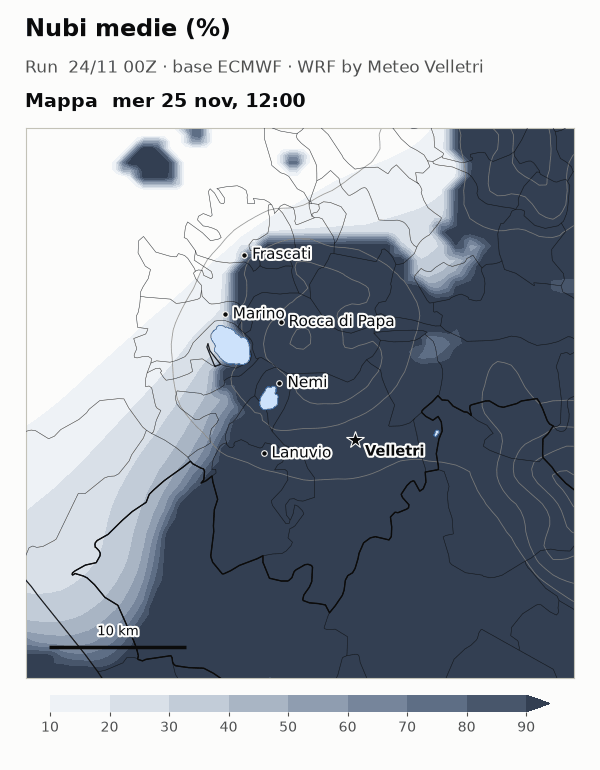 Nubi medie (%)
Run 24/11 00Z · base ECMWF · WRF by Meteo Velletri
Mappa mer 25 nov, 12:00
Frascati
Marino
Rocca di Papa
Nemi
Velletri
Lanuvio
10 km
10 20 30 40 50 60 70 80 90